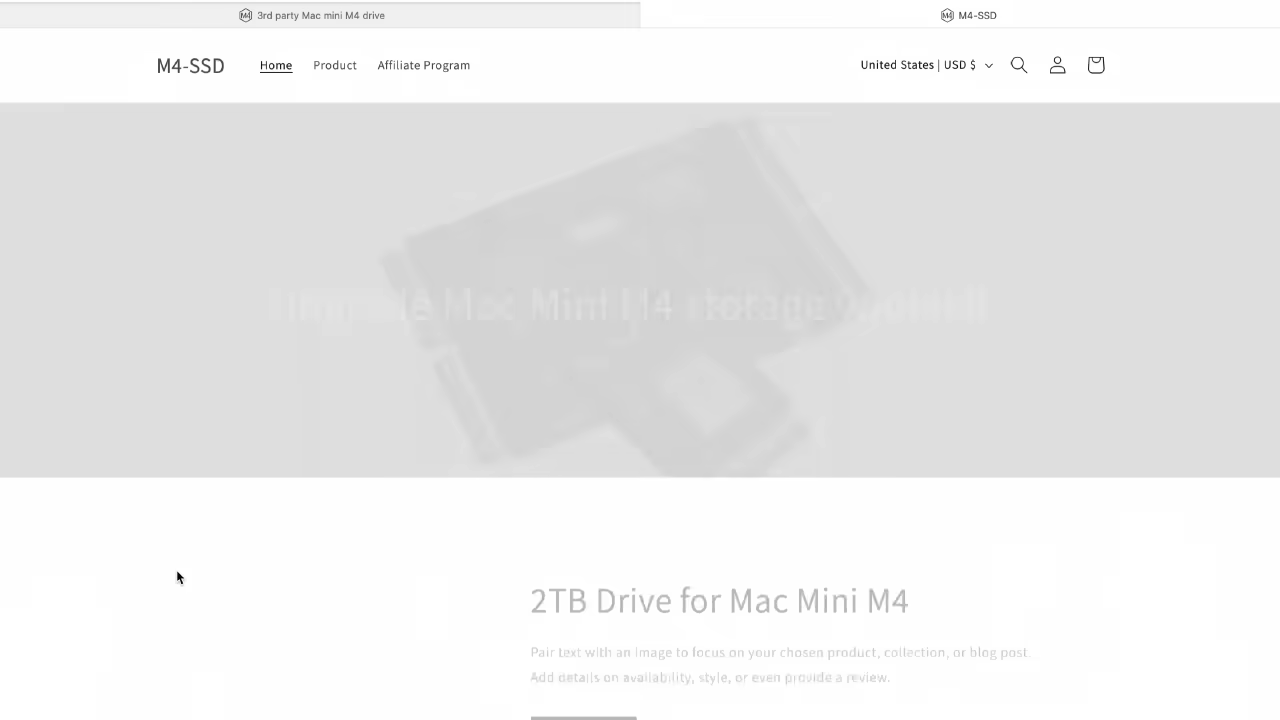 3rd party Mac mini M4 drive
M4-SSD
M4-SSD
Home
Product
Affiliate Program
United States | USD $
Mac Mini M4 storage
2TB Drive for Mac Mini M4
Pair text with an image to focus on your chosen product, collection, or blog post.
Add details on availability, style, or even provide a review.